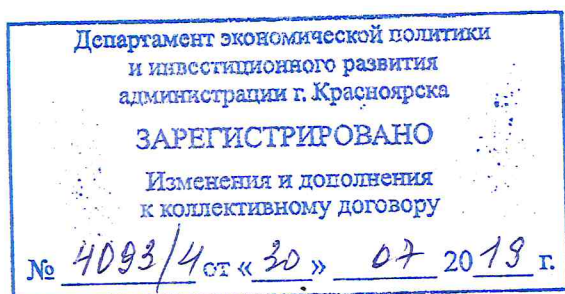 Департамент экономической политики
и инвестиционного развития
администрации г. Красноярска
ЗАРЕГИСТРИРОВАНО
Изменения и дополнения
к коллективному договору
№ 4093/4 от «30» 07 2019 г.